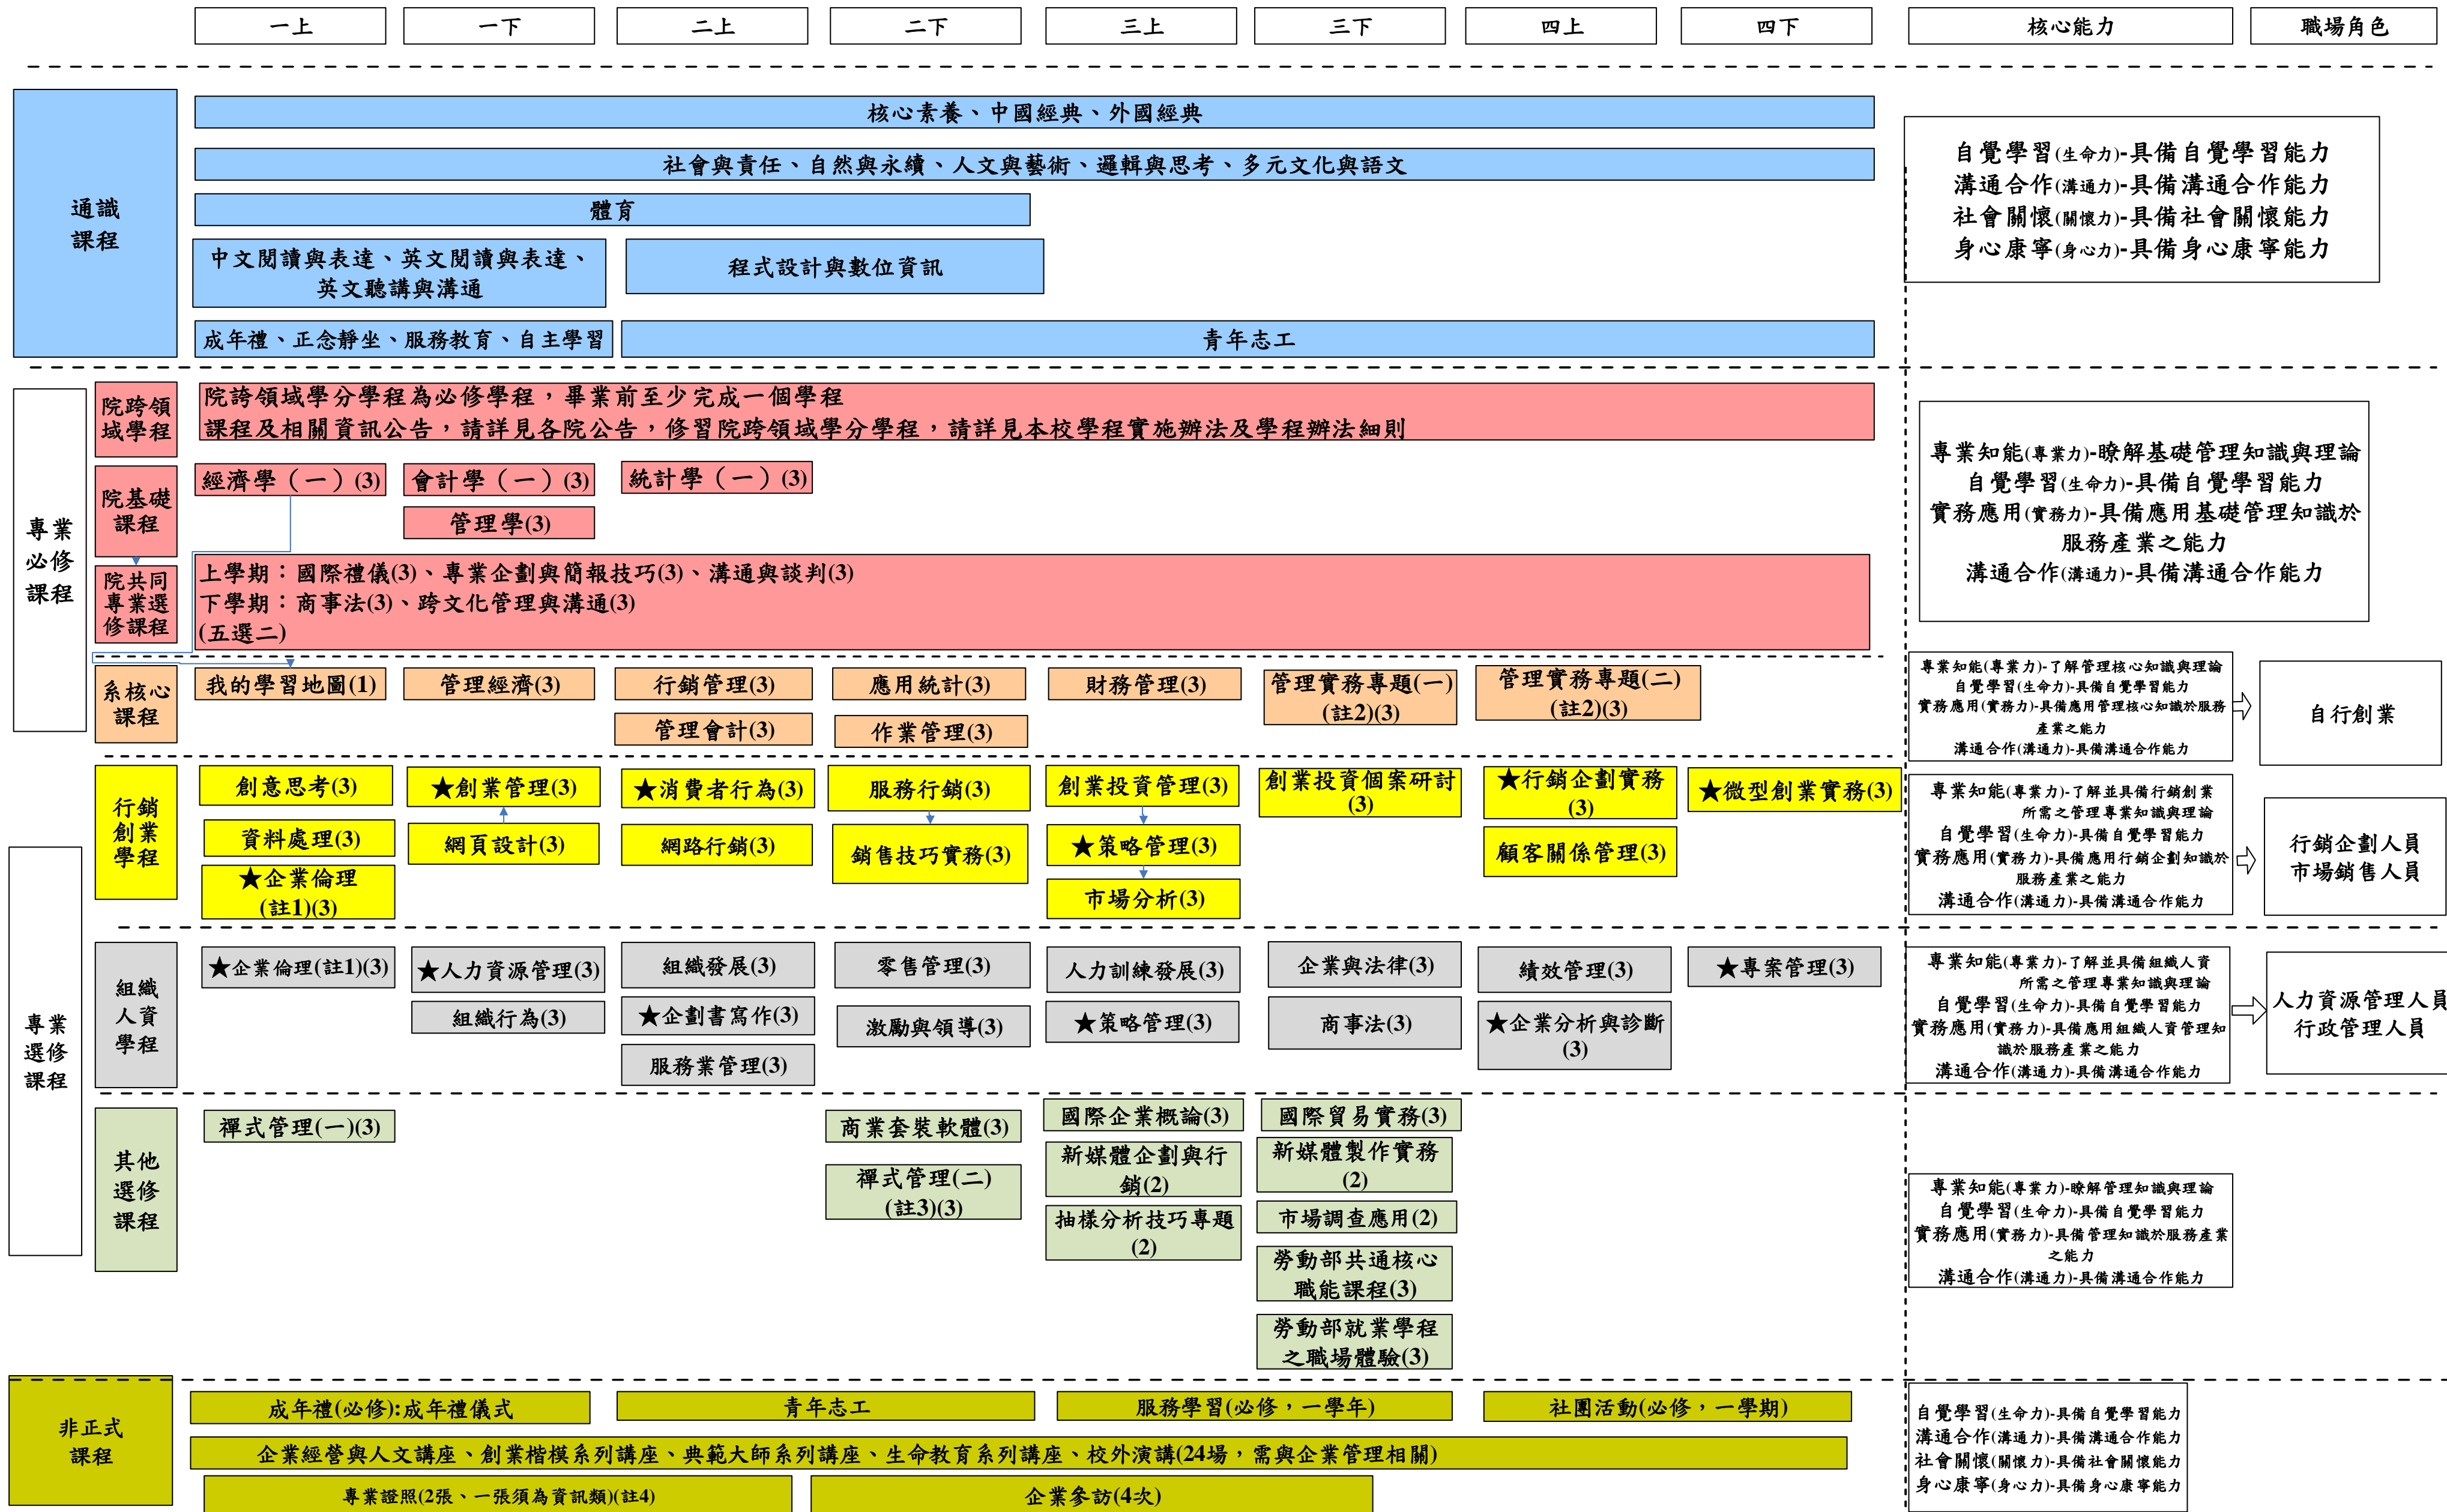 一上
一下
二上
二下
三上
三下
四上
四下
核心能力
職場角色
通識
課程
核心素養、中國經典、外國經典
社會與責任、自然與永續、人文與藝術、邏輯與思考、多元文化與語文
體育
中文閱讀與表達、英文閱讀與表達、
英文聽講與溝通
程式設計與數位資訊
成年禮、正念靜坐、服務教育、自主學習
青年志工
自覺學習(生命力)-具備自覺學習能力
溝通合作(溝通力)-具備溝通合作能力
社會關懷(關懷力)-具備社會關懷能力
身心康寧(身心力)-具備身心康寧能力
專業
必修
課程
院跨領
域學程
院誇領域學分學程為必修學程，畢業前至少完成一個學程
課程及相關資訊公告，請詳見各院公告，修習院跨領域學分學程，請詳見本校學程實施辦法及學程辦法細則
院基礎
課程
經濟學（一）(3)
會計學（一）(3)
統計學（一）(3)
管理學(3)
院共同
專業選
修課程
上學期：國際禮儀(3)、專業企劃與簡報技巧(3)、溝通與談判(3)
下學期：商事法(3)、跨文化管理與溝通(3)
(五選二)
專業知能(專業力)-瞭解基礎管理知識與理論
自覺學習(生命力)-具備自覺學習能力
實務應用(實務力)-具備應用基礎管理知識於
服務產業之能力
溝通合作(溝通力)-具備溝通合作能力
系核心
課程
我的學習地圖(1)
管理經濟(3)
行銷管理(3)
應用統計(3)
財務管理(3)
管理實務專題(一)
(註2)(3)
管理實務專題(二)
(註2)(3)
管理會計(3)
作業管理(3)
專業知能(專業力)-了解管理核心知識與理論
自覺學習(生命力)-具備自覺學習能力
實務應用(實務力)-具備應用管理核心知識於服務
產業之能力
溝通合作(溝通力)-具備溝通合作能力
自行創業
專業
選修
課程
行銷
創業
學程
創意思考(3)
★創業管理(3)
★消費者行為(3)
服務行銷(3)
創業投資管理(3)
創業投資個案研討
(3)
★行銷企劃實務
(3)
★微型創業實務(3)
資料處理(3)
網頁設計(3)
網路行銷(3)
銷售技巧實務(3)
★策略管理(3)
顧客關係管理(3)
★企業倫理
(註1)(3)
市場分析(3)
專業知能(專業力)-了解並具備行銷創業
所需之管理專業知識與理論
自覺學習(生命力)-具備自覺學習能力
實務應用(實務力)-具備應用行銷企劃知識於
服務產業之能力
溝通合作(溝通力)-具備溝通合作能力
行銷企劃人員
市場銷售人員
組織
人資
學程
★企業倫理(註1)(3)
★人力資源管理(3)
組織發展(3)
零售管理(3)
人力訓練發展(3)
企業與法律(3)
績效管理(3)
★專案管理(3)
組織行為(3)
★企劃書寫作(3)
激勵與領導(3)
★策略管理(3)
商事法(3)
★企業分析與診斷
(3)
服務業管理(3)
專業知能(專業力)-了解並具備組織人資
所需之管理專業知識與理論
自覺學習(生命力)-具備自覺學習能力
實務應用(實務力)-具備應用組織人資管理知
識於服務產業之能力
溝通合作(溝通力)-具備溝通合作能力
人力資源管理人員
行政管理人員
其他
選修
課程
禪式管理(一)(3)
商業套裝軟體(3)
國際企業概論(3)
國際貿易實務(3)
禪式管理(二)
(註3)(3)
新媒體企劃與行
銷(2)
新媒體製作實務
(2)
抽樣分析技巧專題
(2)
市場調查應用(2)
勞動部共通核心
職能課程(3)
勞動部就業學程
之職場體驗(3)
專業知能(專業力)-瞭解管理知識與理論
自覺學習(生命力)-具備自覺學習能力
實務應用(實務力)-具備管理知識於服務產業
之能力
溝通合作(溝通力)-具備溝通合作能力
非正式
課程
成年禮(必修):成年禮儀式
青年志工
服務學習(必修，一學年)
社團活動(必修，一學期)
企業經營與人文講座、創業楷模系列講座、典範大師系列講座、生命教育系列講座、校外演講(24場，需與企業管理相關)
專業證照(2張、一張須為資訊類)(註4)
企業參訪(4次)
自覺學習(生命力)-具備自覺學習能力
溝通合作(溝通力)-具備溝通合作能力
社會關懷(關懷力)-具備社會關懷能力
身心康寧(身心力)-具備身心康寧能力